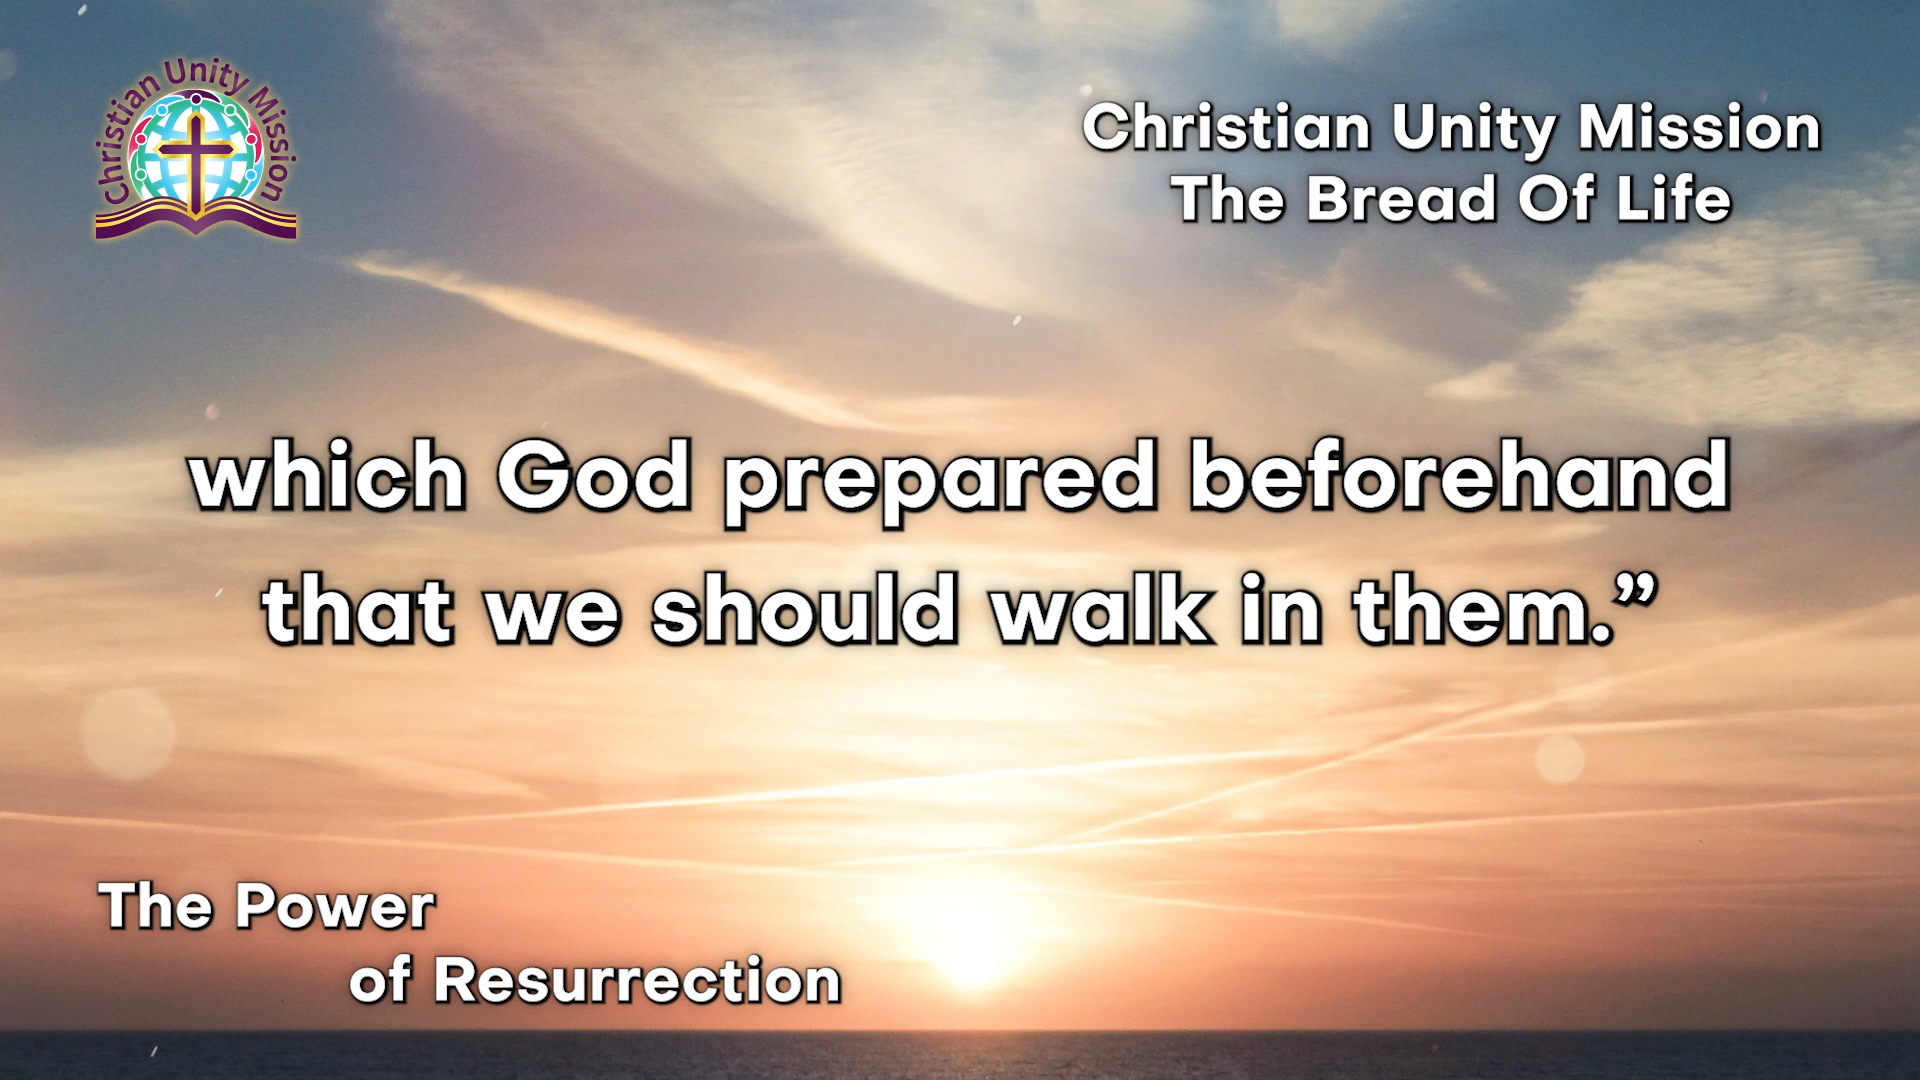 Christian Unity Mission
Christian Unity Mission
The Bread Of Life
which God prepared beforehand
that we should walk in them.”
The Power
of Resurrection